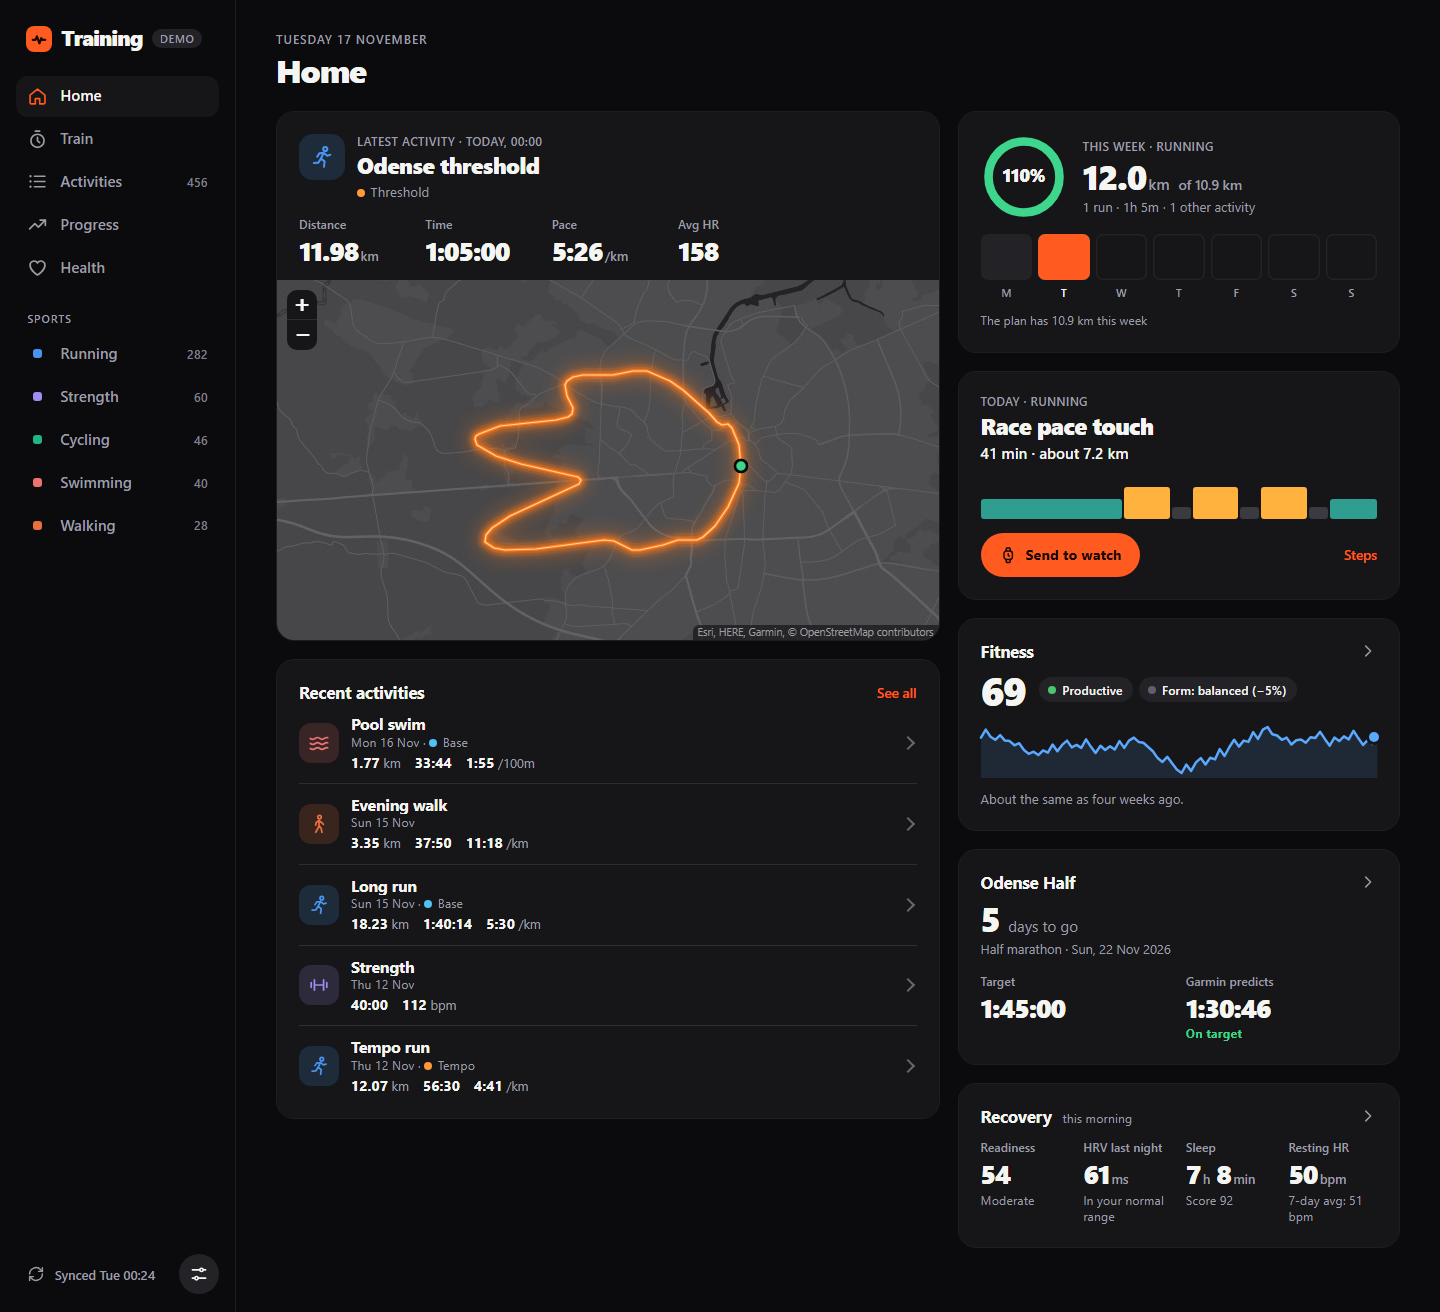 Training DEMO
Home
Train
Activities 456
Progress
Health
SPORTS
Running 282
Strength 60
Cycling 46
Swimming 40
Walking 28
Synced Tue 00:24
TUESDAY 17 NOVEMBER
Home
LATEST ACTIVITY · TODAY, 00:00
Odense threshold
Threshold
Distance Time Pace Avg HR
11.98 km 1:05:00 5:26 /km 158
+
−
Esri, HERE, Garmin, © OpenStreetMap contributors
Recent activities See all
Pool swim
Mon 16 Nov · Base
1.77 km 33:44 1:55 /100m
Evening walk
Sun 15 Nov
3.35 km 37:50 11:18 /km
Long run
Sun 15 Nov · Base
18.23 km 1:40:14 5:30 /km
Strength
Thu 12 Nov
40:00 112 bpm
Tempo run
Thu 12 Nov · Tempo
12.07 km 56:30 4:41 /km
110%
THIS WEEK · RUNNING
12.0 km of 10.9 km
1 run · 1h 5m · 1 other activity
M T W T F S S
The plan has 10.9 km this week
TODAY · RUNNING
Race pace touch
41 min · about 7.2 km
Send to watch Steps
Fitness
69 Productive Form: balanced (−5%)
About the same as four weeks ago.
Odense Half
5 days to go
Half marathon · Sun, 22 Nov 2026
Target Garmin predicts
1:45:00 1:30:46
On target
Recovery this morning
Readiness HRV last night Sleep Resting HR
54 61 ms 7 h 8 min 50 bpm
Moderate In your normal range Score 92 7-day avg: 51 bpm